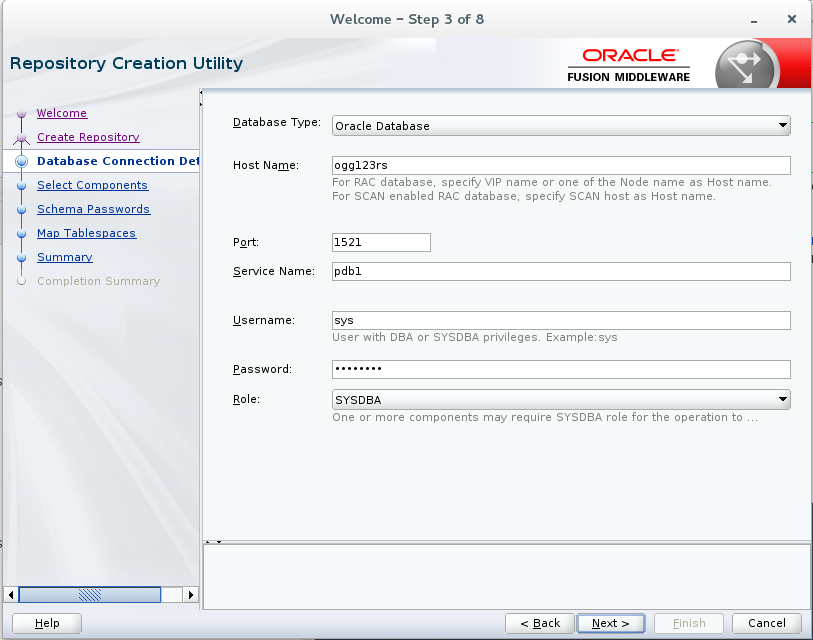 Welcome – Step 3 of 8
Repository Creation Utility
ORACLE®
FUSION MIDDLEWARE
Welcome
Create Repository
Database Connection Det
Select Components
Schema Passwords
Map Tablespaces
Summary
Completion Summary
Database Type: Oracle Database
Host Name: ogg123rs
For RAC database, specify VIP name or one of the Node name as Host name.
For SCAN enabled RAC database, specify SCAN host as Host name.
Port: 1521
Service Name: pdb1
Username: sys
User with DBA or SYSDBA privileges. Example:sys
Password: ••••••••
Role: SYSDBA
One or more components may require SYSDBA role for the operation to ...
Help
< Back
Next >
Finish
Cancel